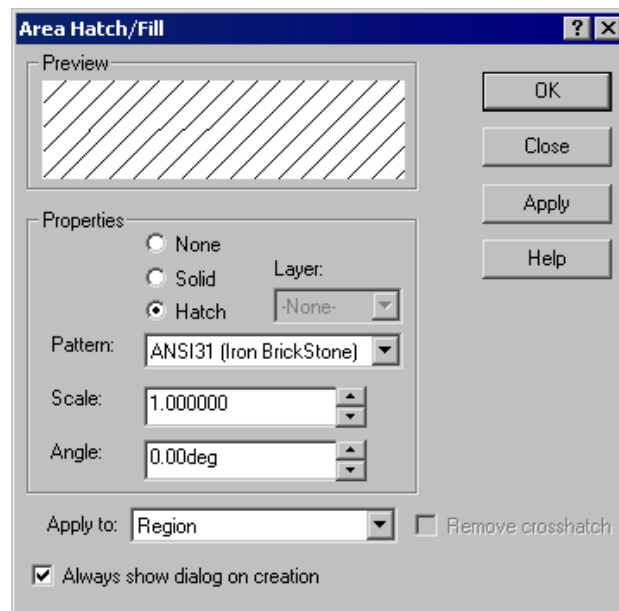 Area Hatch/Fill
Preview
OK
Close
Apply
Help
Properties
None
Solid
Layer:
Hatch
-None-
Pattern:
ANSI31 (Iron BrickStone)
Scale:
1.000000
Angle:
0.00deg
Apply to:
Region
Remove crosshatch
Always show dialog on creation